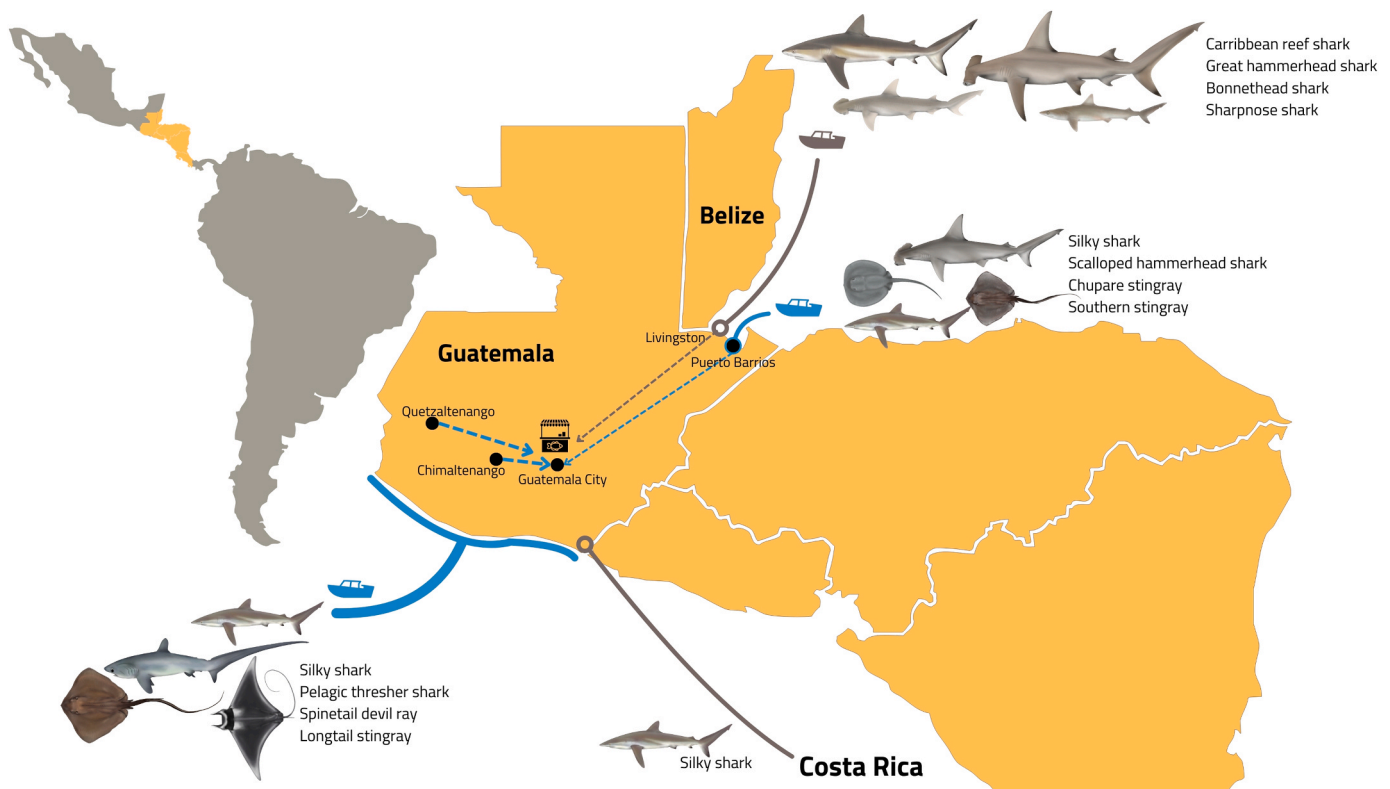 Carribbean reef shark
Great hammerhead shark
Bonnethead shark
Sharpnose shark
Belize
Silky shark
Scalloped hammerhead shark
Chupare stingray
Southern stingray
Livingston
Puerto Barrios
Guatemala
Quetzaltenango
Chimaltenango
Guatemala City
Silky shark
Pelagic thresher shark
Spinetail devil ray
Longtail stingray
Silky shark
Costa Rica